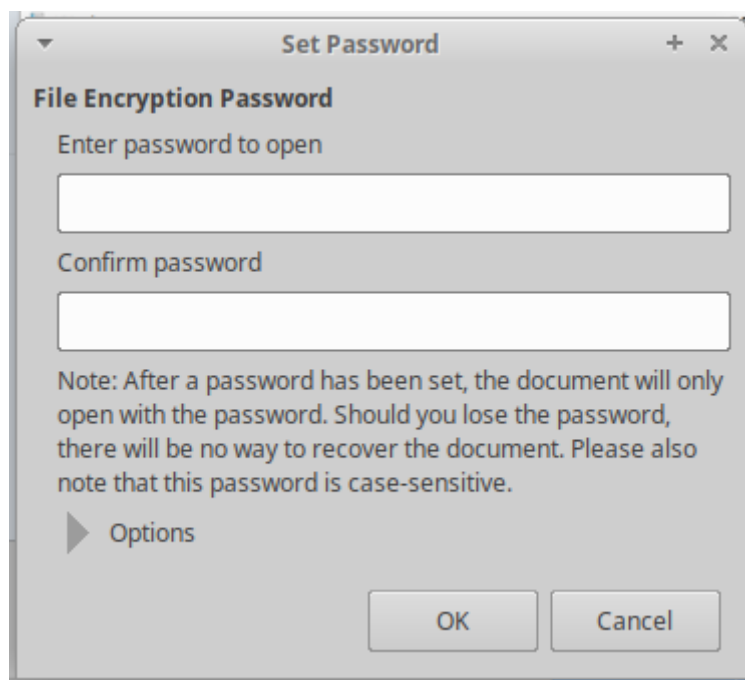 Set Password
File Encryption Password
Enter password to open
Confirm password
Note: After a password has been set, the document will only
open with the password. Should you lose the password,
there will be no way to recover the document. Please also
note that this password is case-sensitive.
Options
OK Cancel